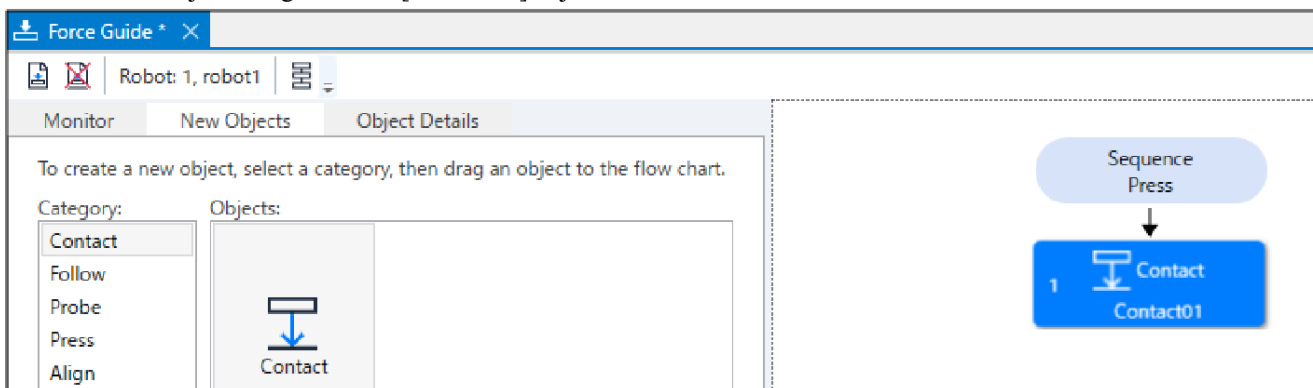 Force Guide *
Robot: 1, robot1
Monitor New Objects Object Details
To create a new object, select a category, then drag an object to the flow chart.
Category: Objects:
Contact
Follow
Probe
Press
Align
Contact
Sequence
Press
1 Contact
Contact01